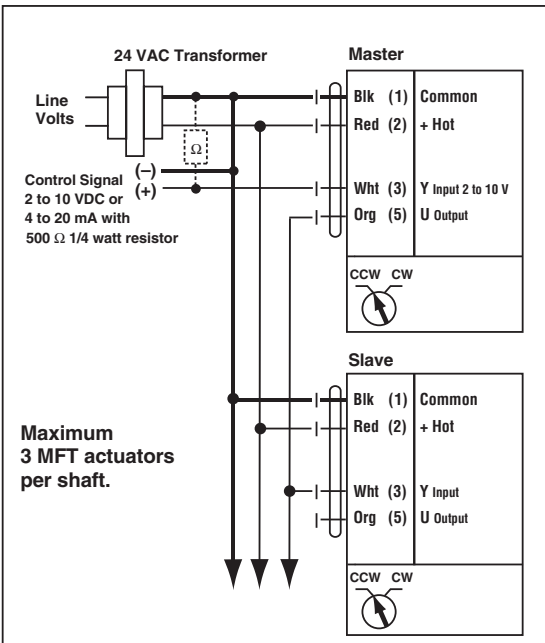 24 VAC Transformer
Line
Volts
Ω
(–)
(+)
Control Signal
2 to 10 VDC or
4 to 20 mA with
500 Ω 1/4 watt resistor
Master
Blk (1) Common
Red (2) + Hot
Wht (3) Y Input 2 to 10 V
Org (5) U Output
CCW CW
Maximum
3 MFT actuators
per shaft.
Slave
Blk (1) Common
Red (2) + Hot
Wht (3) Y Input
Org (5) U Output
CCW CW